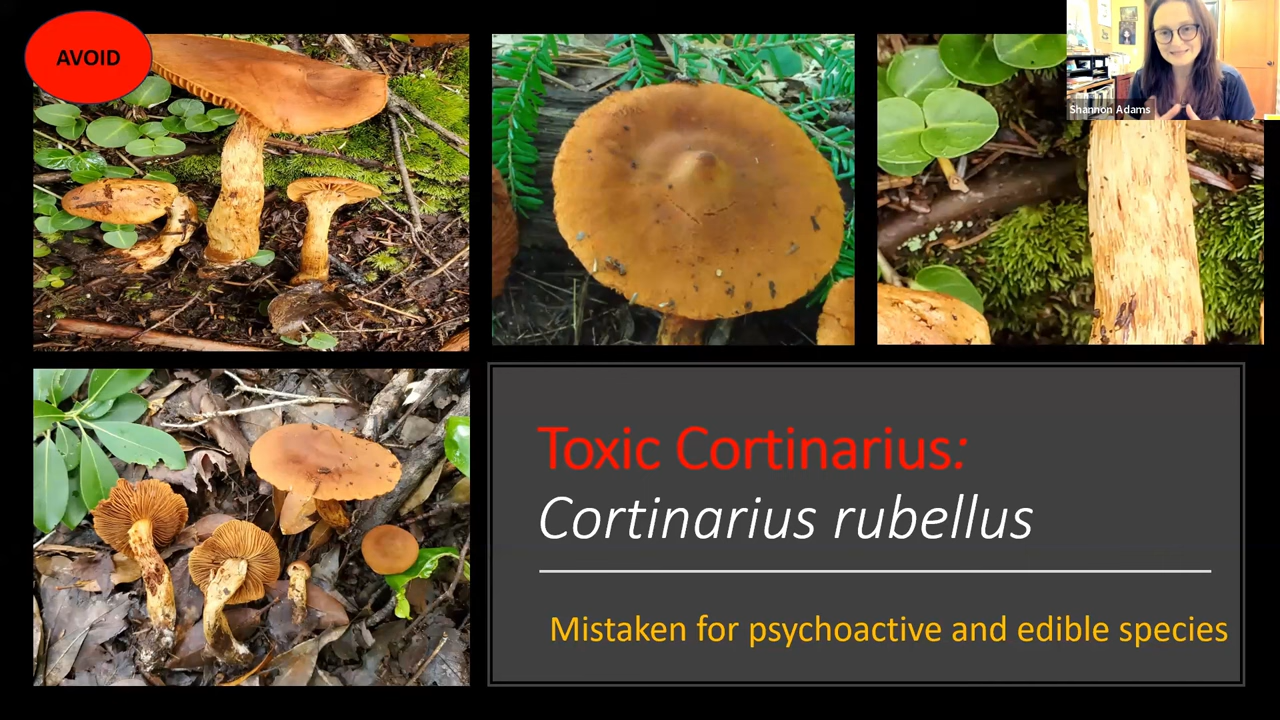 AVOID
Shannon Adams
Toxic Cortinarius:
Cortinarius rubellus
Mistaken for psychoactive and edible species